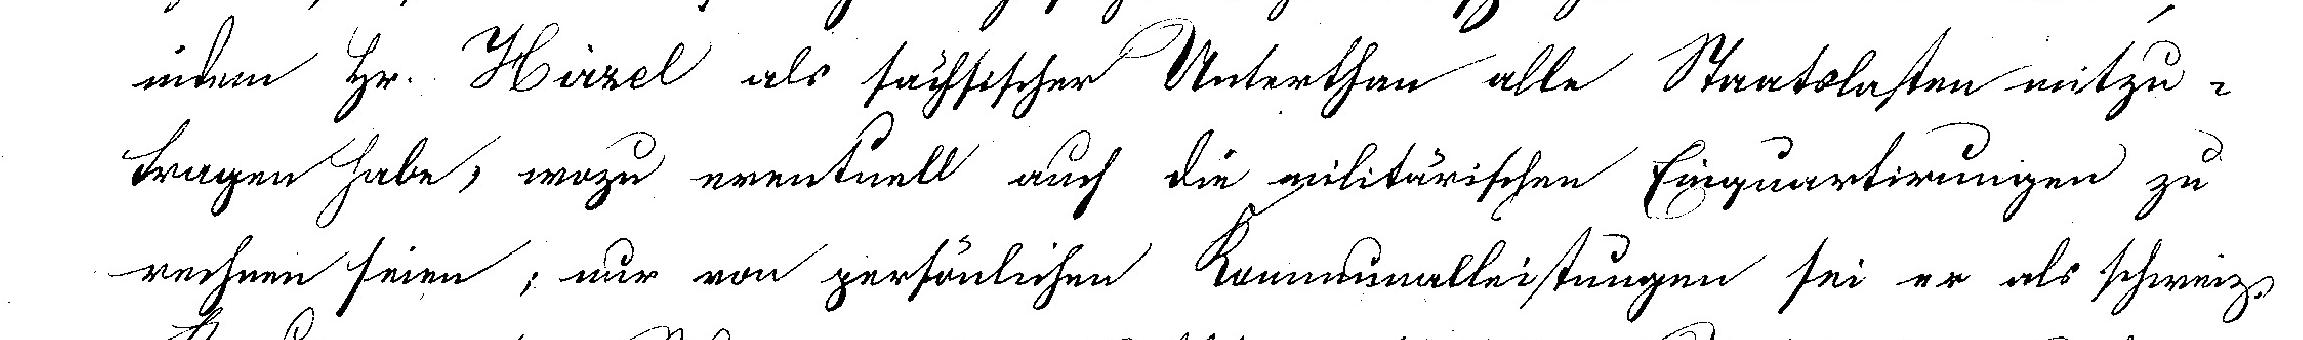 indem Hr. Hirzel als sächsischer Unterthan alle Staatslasten mitzu-
tragen habe, wozu eventuell auch die militärischen Einquartirungen zu
rechnen seien; nur von persönlichen Kommunalleistungen sei er als schweiz.